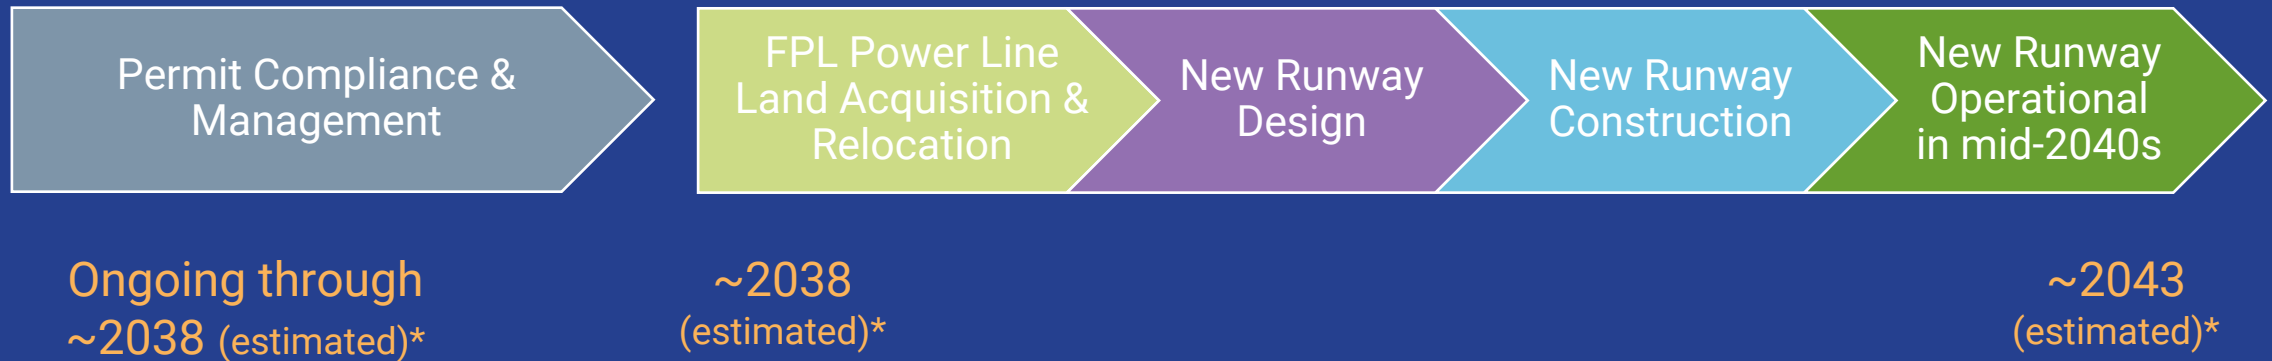 Permit Compliance &
Management
FPL Power Line
Land Acquisition &
Relocation
New Runway
Design
New Runway
Construction
New Runway
Operational
in mid-2040s
Ongoing through
~2038 (estimated)*
~2038
(estimated)*
~2043
(estimated)*